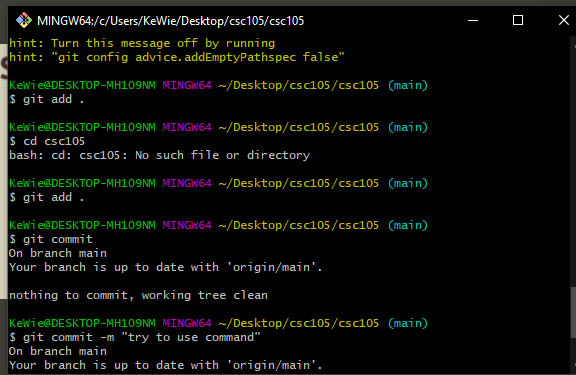 MINGW64:/c/Users/KeWie/Desktop/csc105/csc105
hint: Turn this message off by running
hint: "git config advice.addEmptyPathspec false"
KeWie@DESKTOP-MH1O9NM MINGW64 ~/Desktop/csc105/csc105 (main)
$ git add .
KeWie@DESKTOP-MH1O9NM MINGW64 ~/Desktop/csc105/csc105 (main)
$ cd csc105
bash: cd: csc105: No such file or directory
KeWie@DESKTOP-MH1O9NM MINGW64 ~/Desktop/csc105/csc105 (main)
$ git add .
KeWie@DESKTOP-MH1O9NM MINGW64 ~/Desktop/csc105/csc105 (main)
$ git commit
On branch main
Your branch is up to date with 'origin/main'.
nothing to commit, working tree clean
KeWie@DESKTOP-MH1O9NM MINGW64 ~/Desktop/csc105/csc105 (main)
$ git commit -m "try to use command"
On branch main
Your branch is up to date with 'origin/main'.